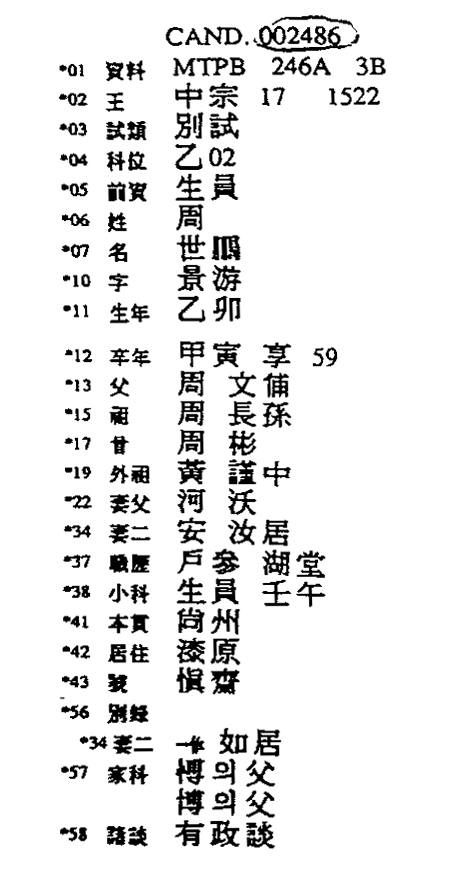 CAND. 002486
*01 資料 MTPB 246A 3B
*02 王 中宗 17 1522
*03 試類 別試
*04 科位 乙02
*05 前資 生員
*06 姓 周
*07 名 世鵬
*10 字 景游
*11 生年 乙卯
*12 卒年 甲寅 享 59
*13 父 周 文俌
*15 祖 周 長孫
*17 曾 周 彬
*19 外祖 黃 謹中
*22 妻父 河 沃
*34 妻二 安 汝居
*37 職歷 戶參 湖堂
*38 小科 生員 壬午
*41 本貫 尙州
*42 居住 漆原
*43 號 愼齋
*56 別錄
*34 妻二 如居
*57 家科 博의父
博의父
*58 諸談 有政談